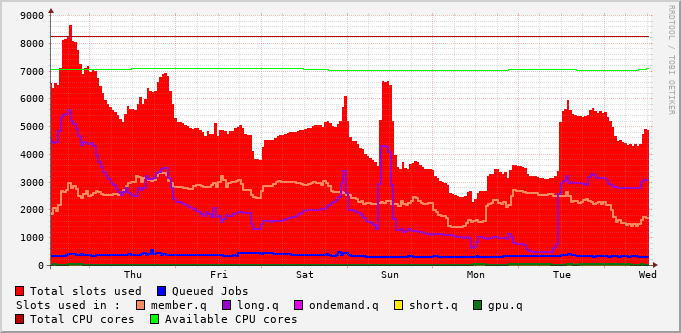 RRDTOOL / TOBI OETIKER
9000
8000
7000
6000
5000
4000
3000
2000
1000
0
Thu Fri Sat Sun Mon Tue Wed
Total slots used Queued Jobs
Slots used in : member.q long.q ondemand.q short.q gpu.q
Total CPU cores Available CPU cores